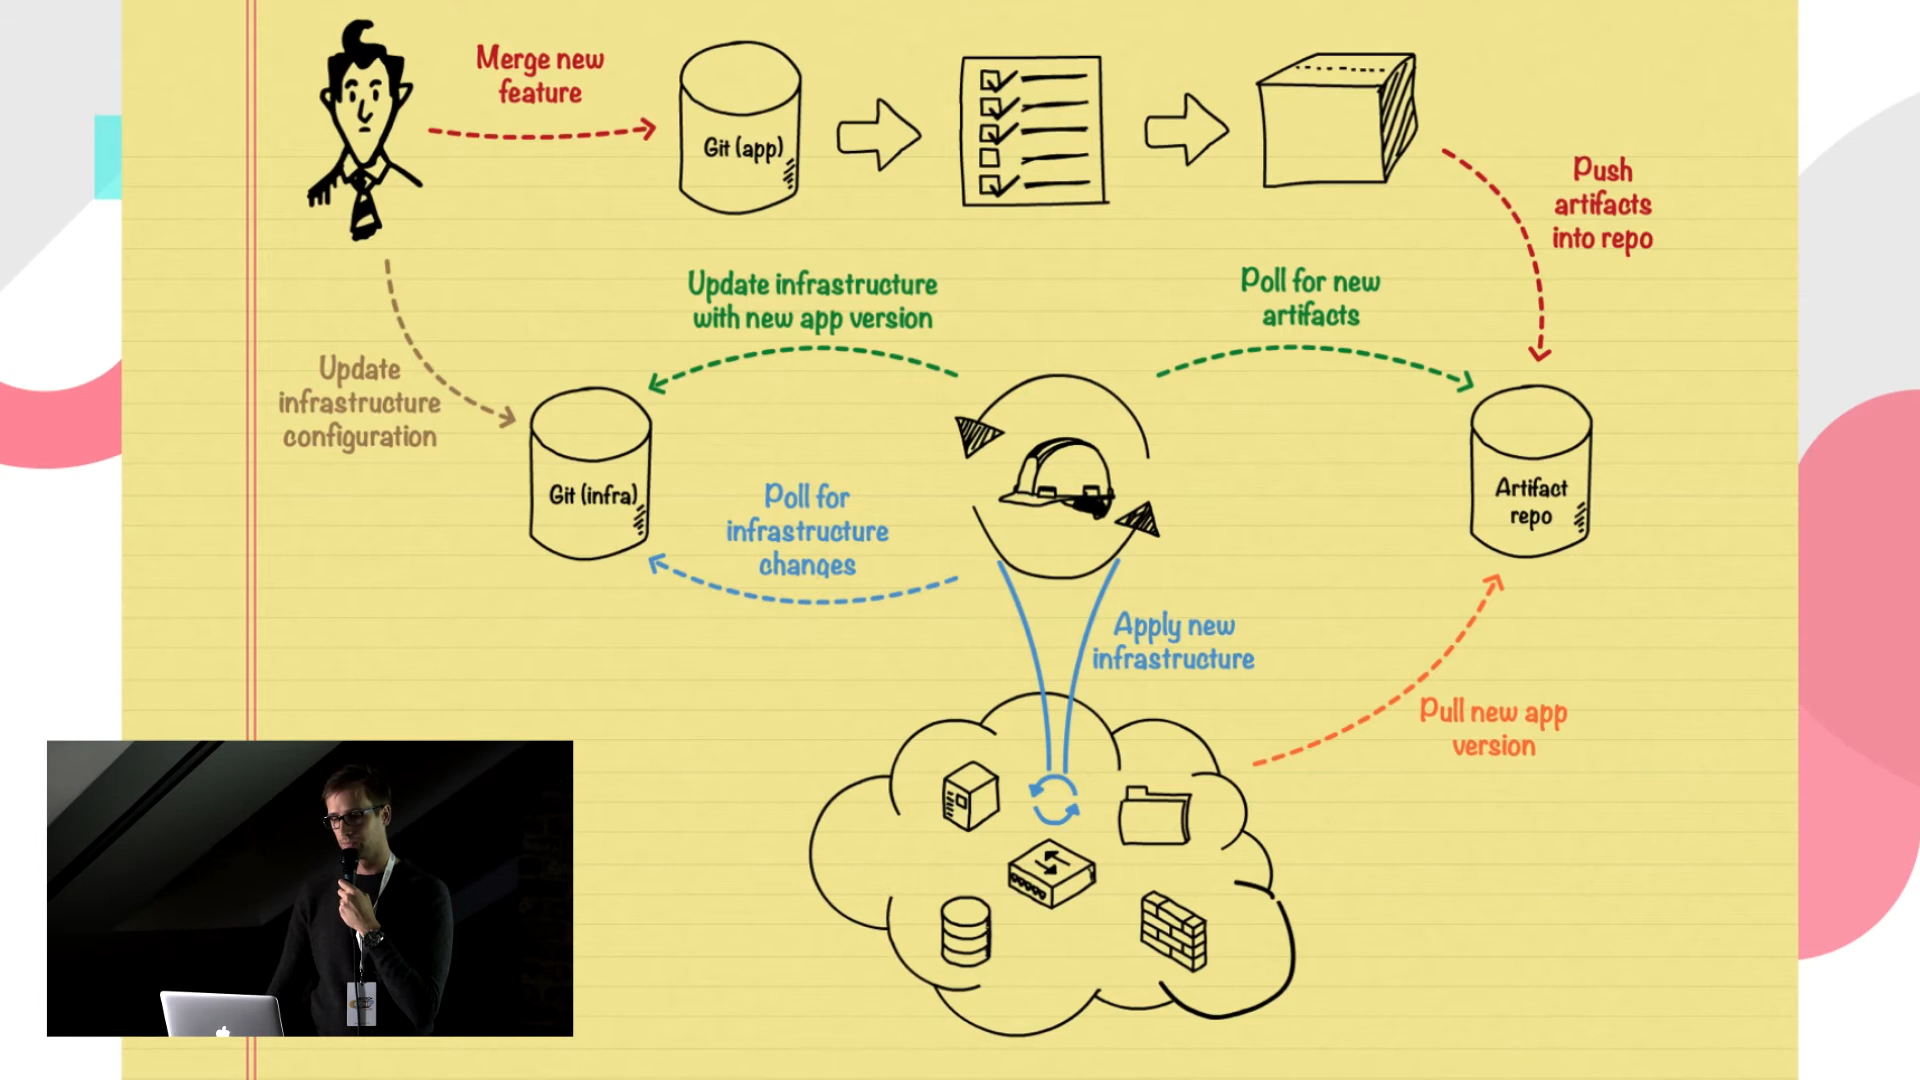 Merge new
feature
Git (app)
Push
artifacts
into repo
Update infrastructure
with new app version
Poll for new
artifacts
Update
infrastructure
configuration
Git (infra)
Poll for
infrastructure
changes
Artifact
repo
Apply new
infrastructure
Pull new app
version